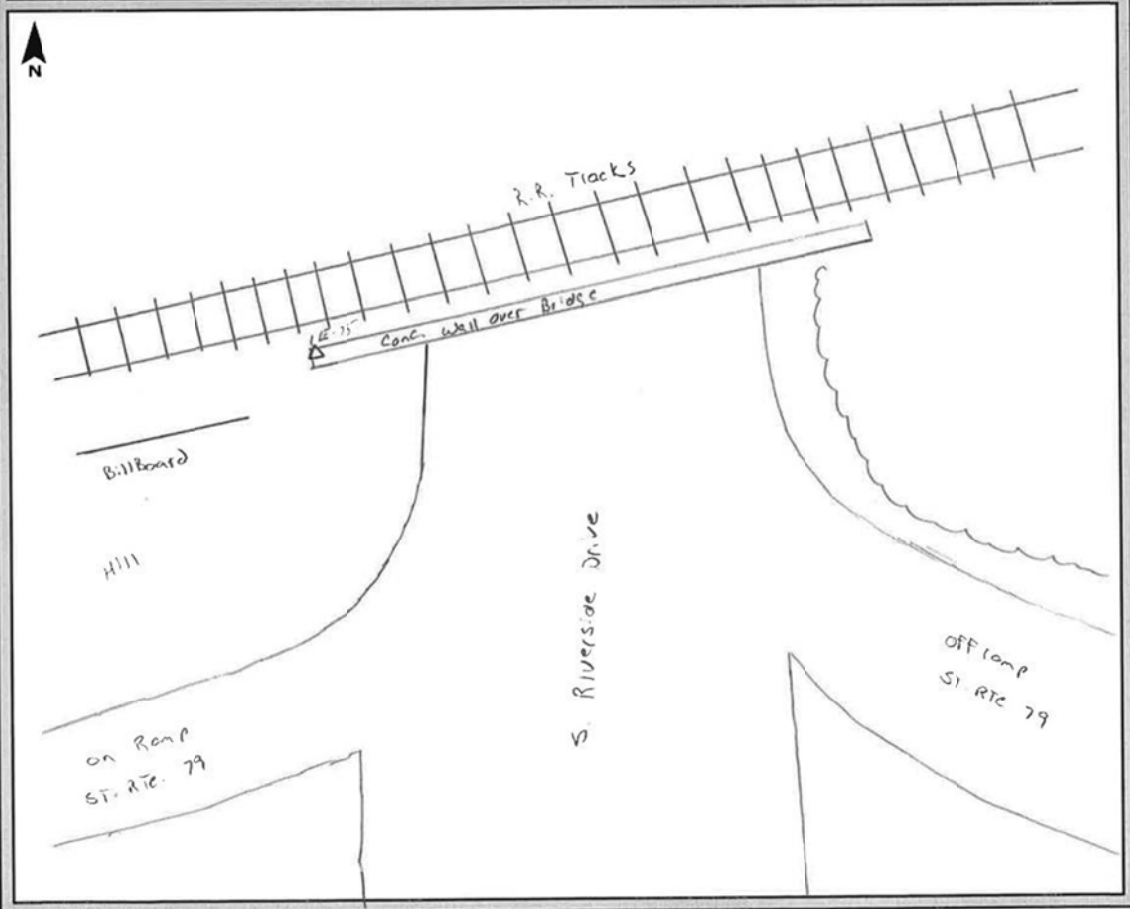 N
R.R. Tracks
Conc. Wall over Bridge
BillBoard
Hill
S. Riverside Drive
off ramp
ST. RTE 79
on Ramp
ST. RTE. 79